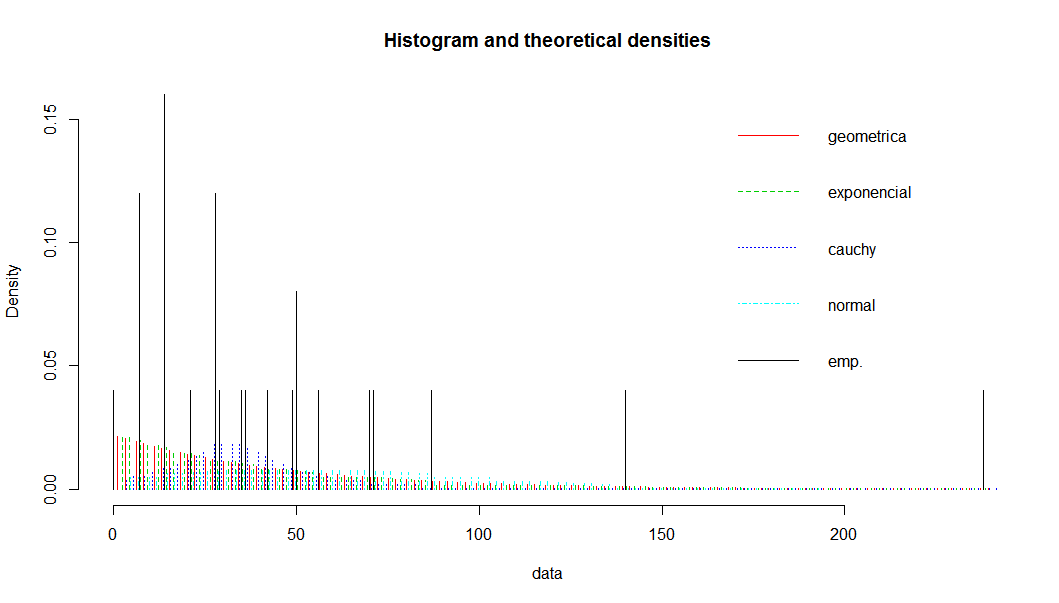 Histogram and theoretical densities
Density
0.15
0.10
0.05
0.00
geometrica
exponencial
cauchy
normal
emp.
0
50
100
150
200
data